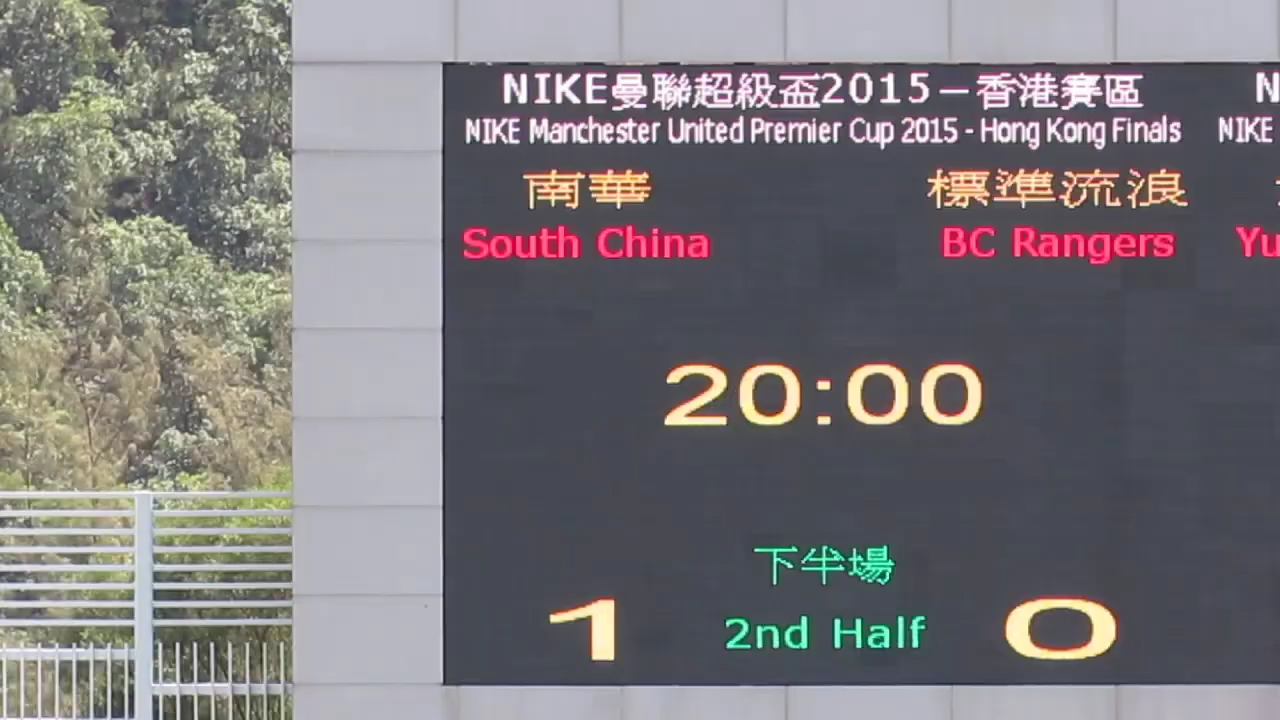 NIKE曼聯超級盃2015－香港賽區
N
NIKE Manchester United Premier Cup 2015 - Hong Kong Finals
NIKE
南華
標準流浪
South China
BC Rangers
Yu
20:00
下半場
1
2nd Half
0